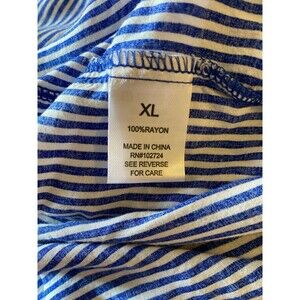 XL
100%RAYON
MADE IN CHINA
RN#102724
SEE REVERSE
FOR CARE